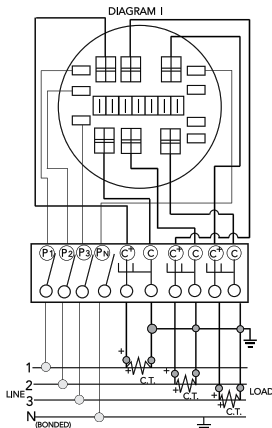 DIAGRAM I
P1 P2 P3 PN C+ C C+ C C+ C
1
+
C.T.
2
+
C.T.
LINE
LOAD
3
+
C.T.
N
(BONDED)